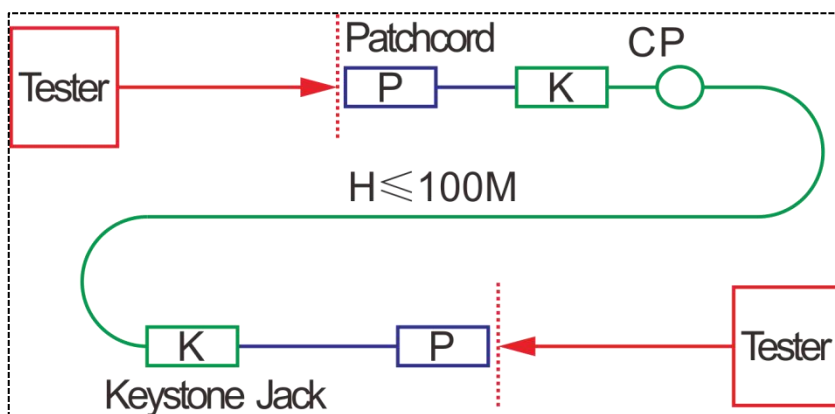 Patchcord
CP
Tester
P
K
H≤100M
K
P
Tester
Keystone Jack